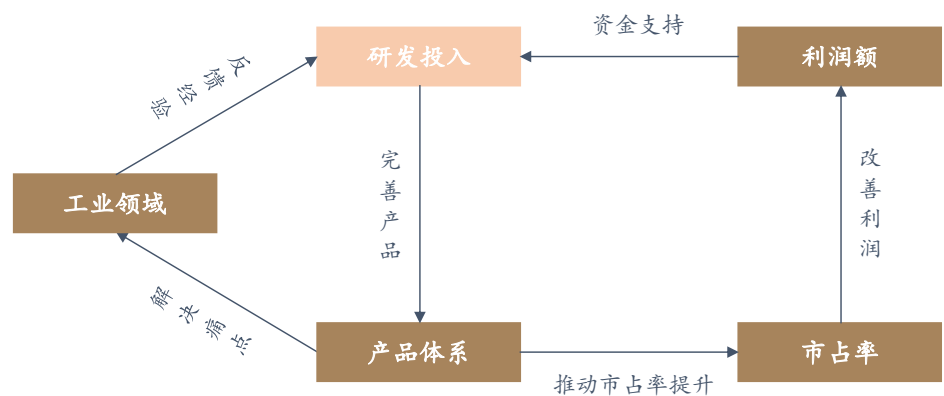 资金支持
研发投入
利润额
反馈经验
完善产品
改善利润
工业领域
解决痛点
产品体系
市占率
推动市占率提升